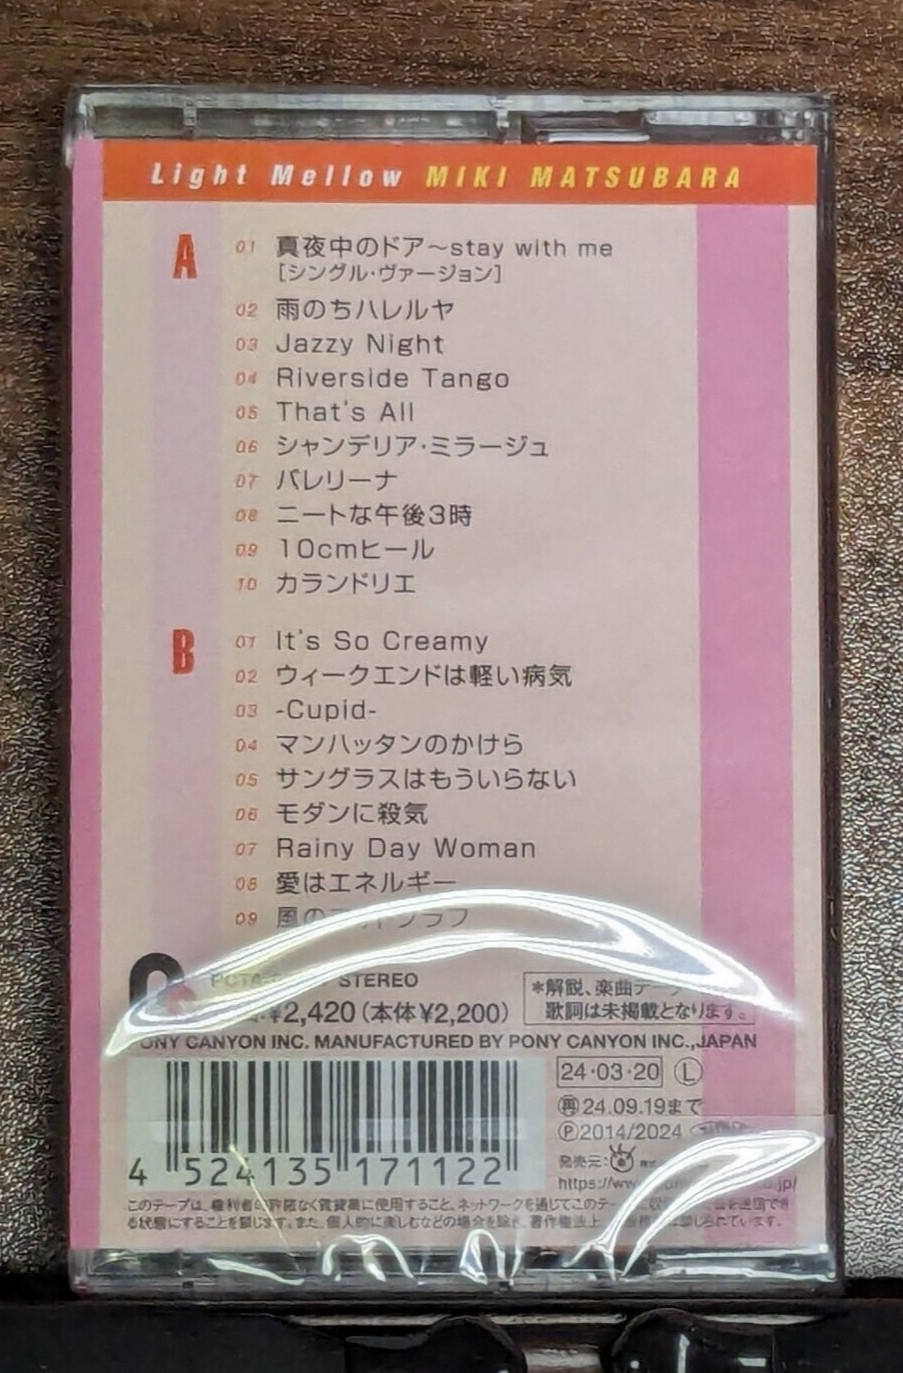 Light Mellow MIKI MATSUBARA
A
01 真夜中のドア〜stay with me
[シングル・ヴァージョン]
02 雨のちハレルヤ
03 Jazzy Night
04 Riverside Tango
05 That's All
06 シャンデリア・ミラージュ
07 バレリーナ
08 ニートな午後3時
09 10cmヒール
10 カランドリエ
B
01 It's So Creamy
02 ウィークエンドは軽い病気
03 -Cupid-
04 マンハッタンのかけら
05 サングラスはもういらない
06 モダンに殺気
07 Rainy Day Woman
08 愛はエネルギー
09 風の
STEREO
¥2,420(本体¥2,200)
*解説、楽曲デー
歌詞は未掲載となります。
ONY CANYON INC. MANUFACTURED BY PONY CANYON INC.,JAPAN
24・03・20 Ⓛ
再24.09.19まで
Ⓟ2014/2024
発売元:
4 524135 171122
このテープは、権利者の許諾なく賃貸業に使用すること、ネットワークを通じてこのテー
る状態にすることを禁じます。また、個人的に楽しむなどの場合を除き、著作権法上